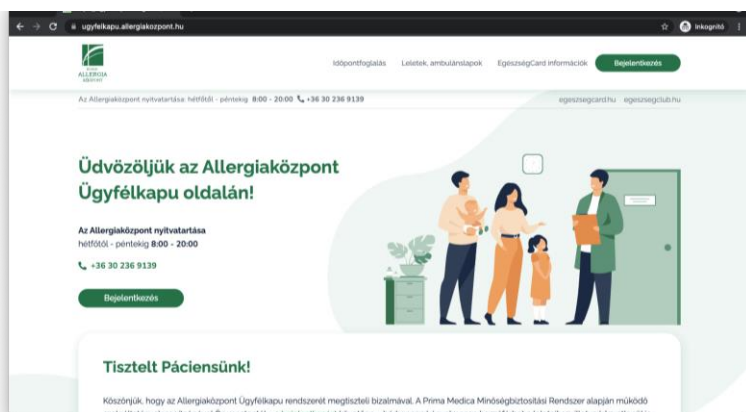 ugyfelkapu.allergiakozpont.hu
Inkognitó
ALLERGIA
KÖZPONT
Időpontfoglalás Leletek, ambulánslapok EgészségCard információk Bejelentkezés
Az Allergiaközpont nyitvatartása: hétfőtől - péntekig 8:00 - 20:00 +36 30 236 9139
egeszsegcard.hu egeszsegclub.hu
Üdvözöljük az Allergiaközpont
Ügyfélkapu oldalán!
Az Allergiaközpont nyitvatartása
hétfőtől - péntekig 8:00 - 20:00
+36 30 236 9139
Bejelentkezés
Tisztelt Páciensünk!
Köszönjük, hogy az Allergiaközpont Ügyfélkapu rendszerét megtiszteli bizalmával. A Prima Medica Minőségbiztosítási Rendszer alapján működő